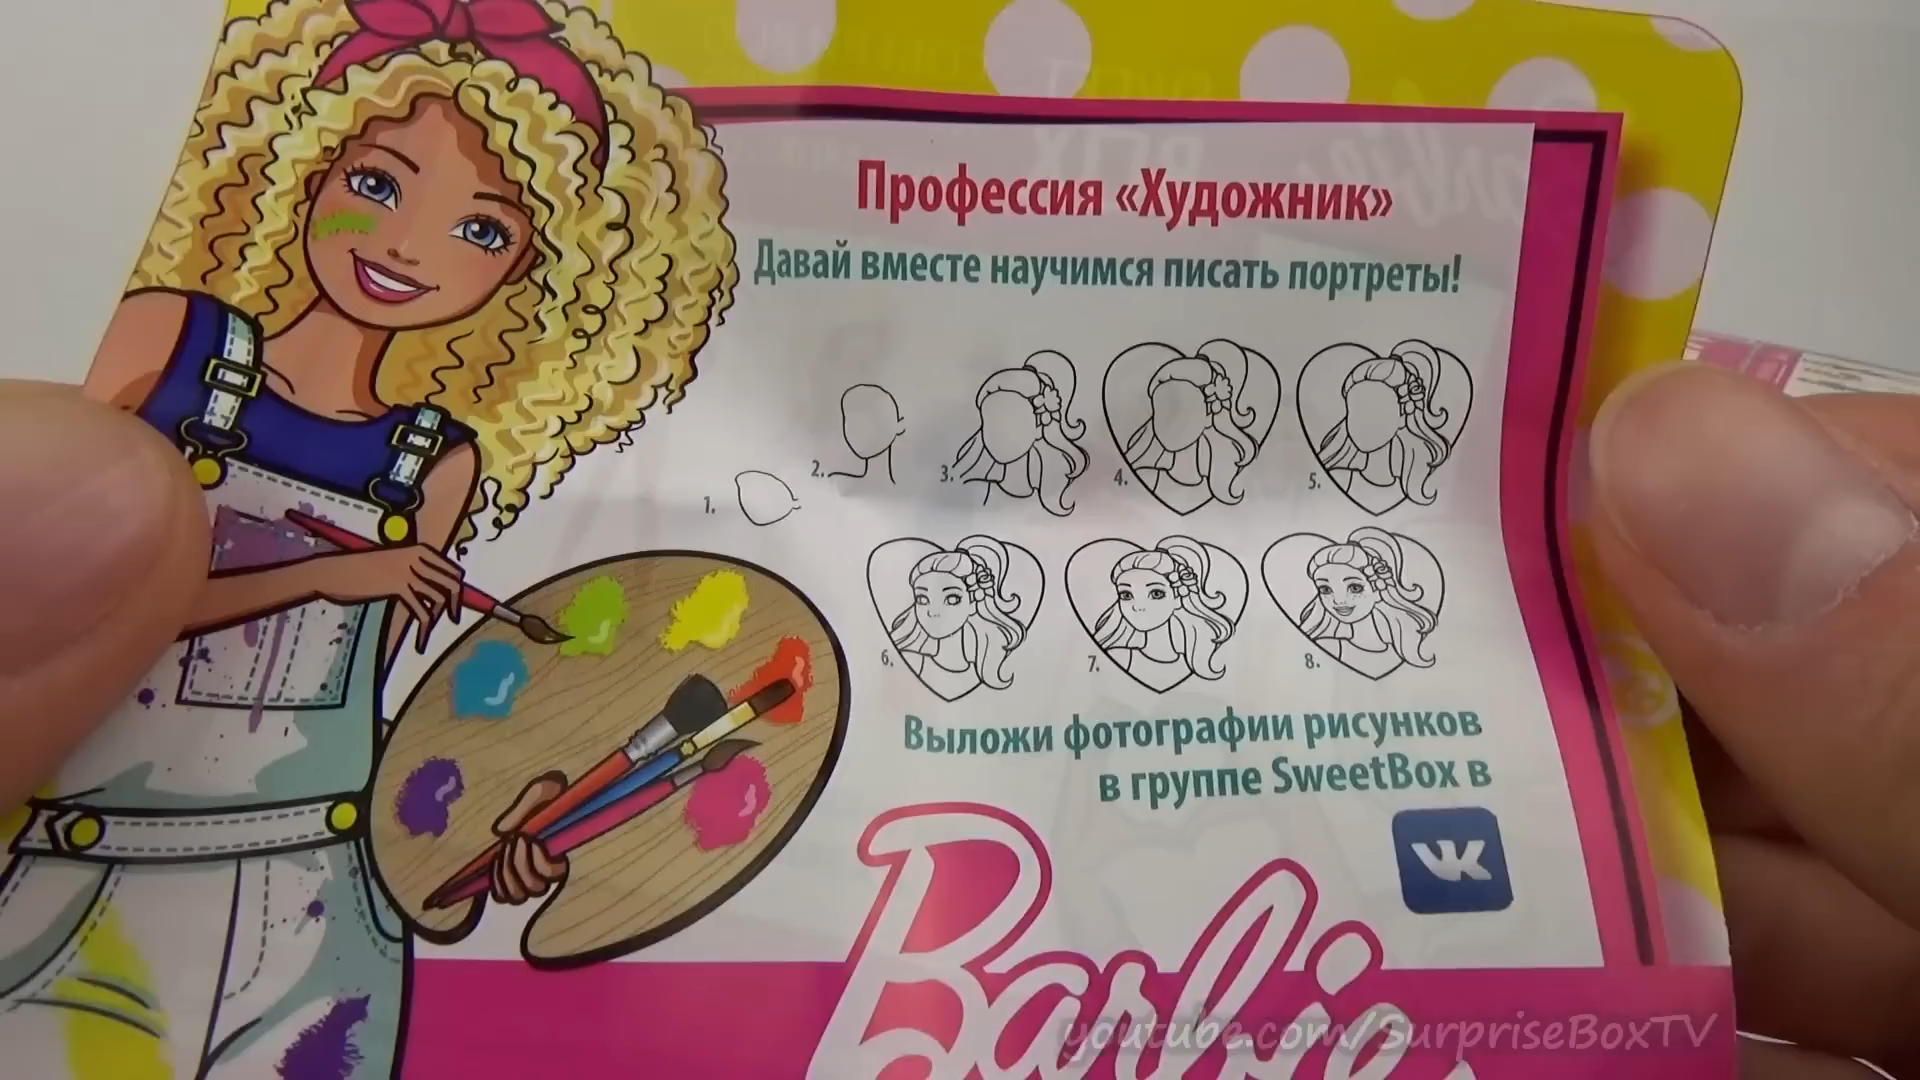 Профессия «Художник»
Давай вместе научимся писать портреты!
1.
2.
3.
4.
5.
6.
7.
8.
Выложи фотографии рисунков
в группе SweetBox в
Barbie
youtube.com/SurpriseBoxTV